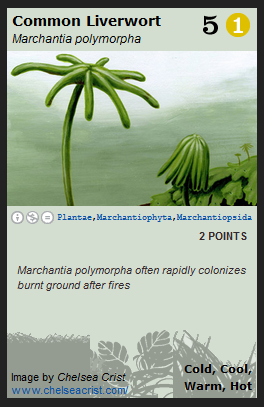 Common Liverwort
Marchantia polymorpha
5
1
Plantae,Marchantiophyta,Marchantiopsida
2 POINTS
Marchantia polymorpha often rapidly colonizes
burnt ground after fires
Image by Chelsea Crist
www.chelseacrist.com/
Cold, Cool,
Warm, Hot